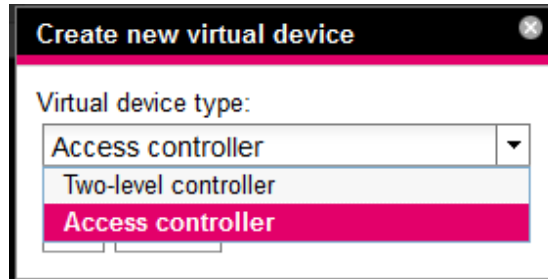 Create new virtual device
Virtual device type:
Access controller
Two-level controller
Access controller